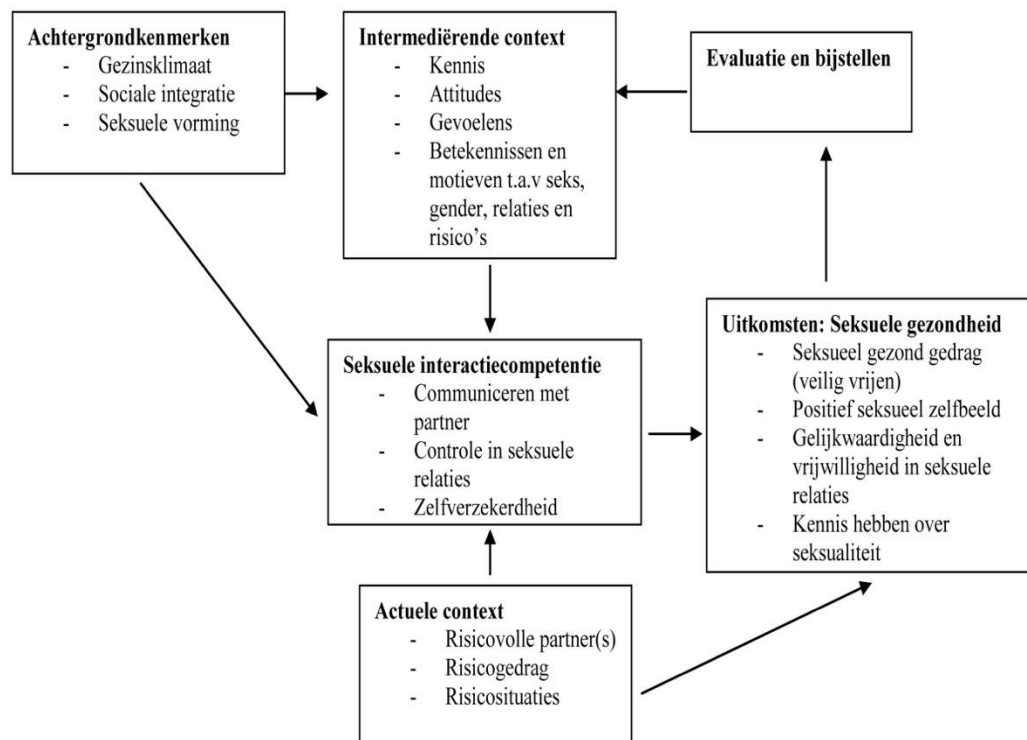 Achtergrondkenmerken
- Gezinsklimaat
- Sociale integratie
- Seksuele vorming
Intermediërende context
- Kennis
- Attitudes
- Gevoelens
- Betekennissen en
motieven t.a.v seks,
gender, relaties en
risico’s
Evaluatie en bijstellen
Seksuele interactiecompetentie
- Communiceren met
partner
- Controle in seksuele
relaties
- Zelfverzekerdheid
Uitkomsten: Seksuele gezondheid
- Seksueel gezond gedrag
(veilig vrijen)
- Positief seksueel zelfbeeld
- Gelijkwaardigheid en
vrijwilligheid in seksuele
relaties
- Kennis hebben over
seksualiteit
Actuele context
- Risicovolle partner(s)
- Risicogedrag
- Risicosituaties